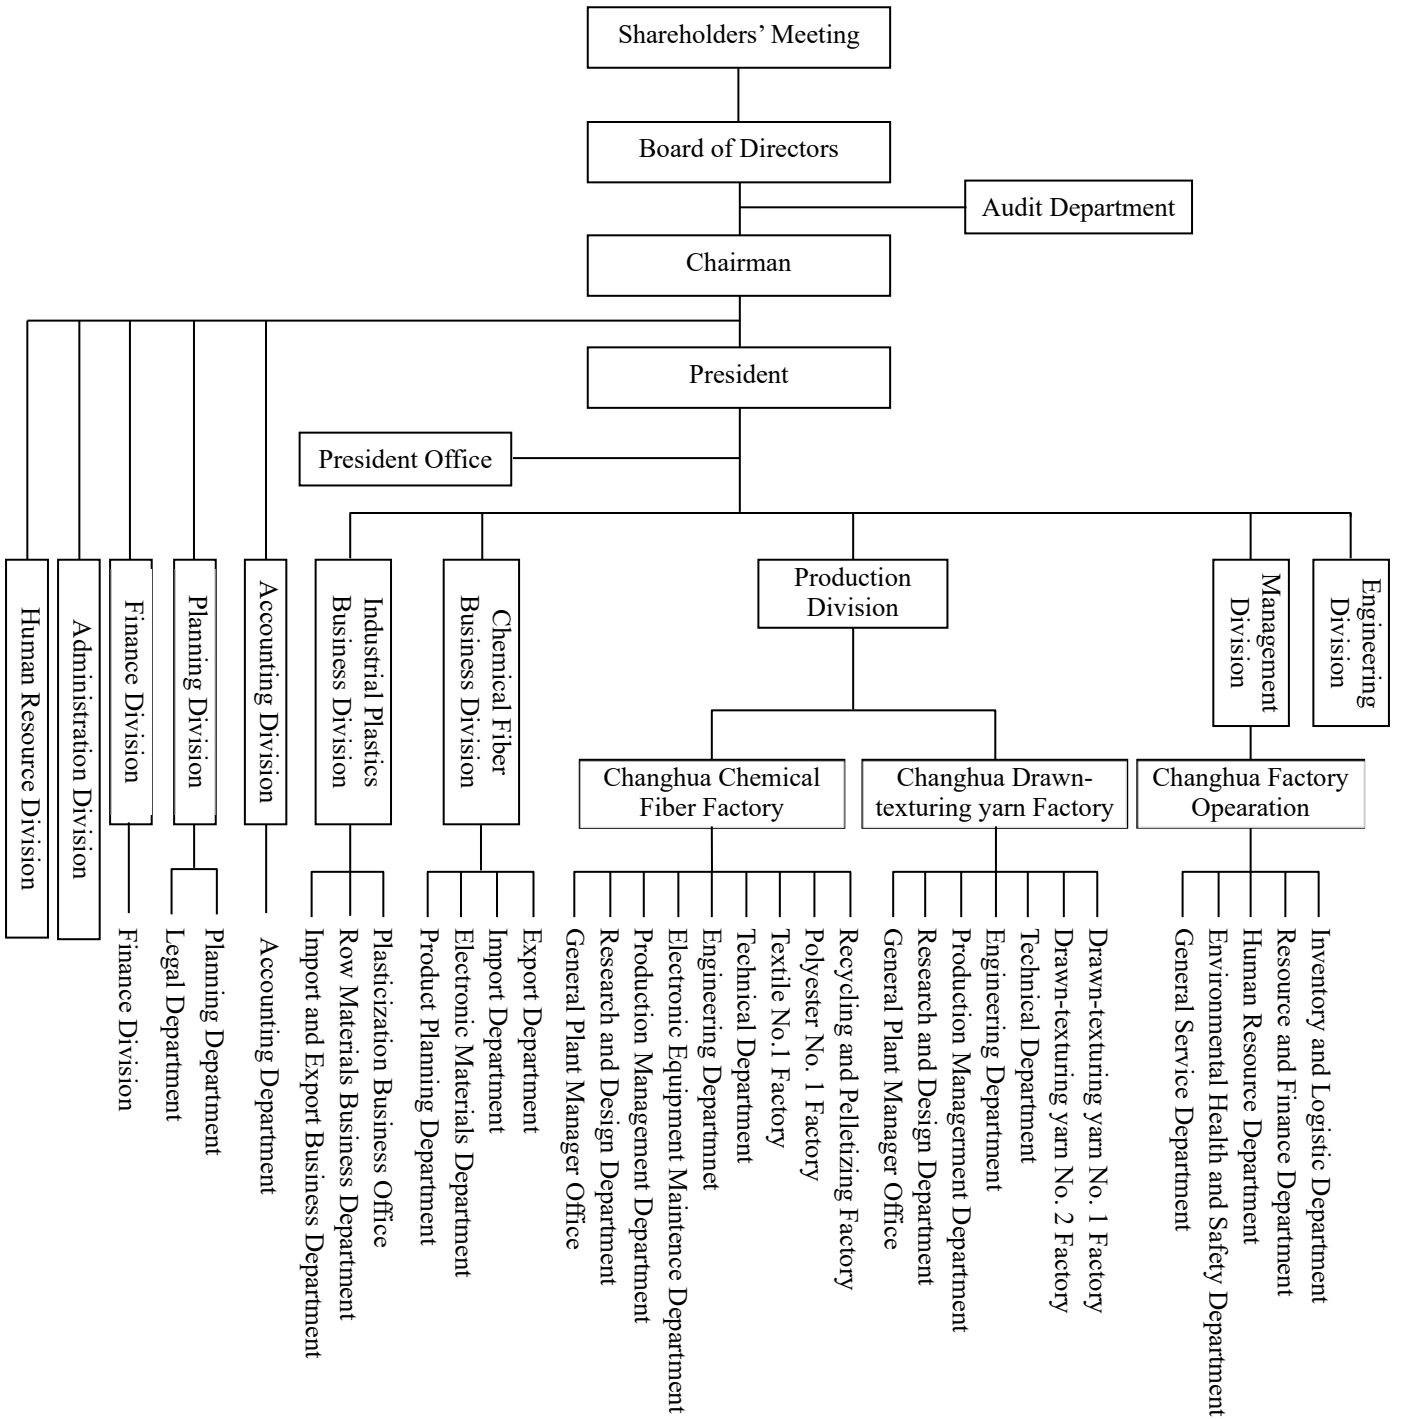 Shareholders’ Meeting
Board of Directors
Audit Department
Chairman
President
President Office
Human Resource Division
Administration Division
Finance Division
Planning Division
Accounting Division
Industrial Plastics
Business Division
Chemical Fiber
Business Division
Production
Division
Management
Division
Engineering
Division
Changhua Chemical
Fiber Factory
Changhua Drawn-
texturing yarn Factory
Changhua Factory
Opearation
Finance Division
Legal Department
Planning Department
Accounting Department
Import and Export Business Department
Row Materials Business Department
Plasticization Business Office
Product Planning Department
Electronic Materials Department
Import Department
Export Department
General Plant Manager Office
Research and Design Department
Production Management Department
Electronic Equipment Maintence Department
Engineering Departmnet
Technical Department
Textile No.1 Factory
Polyester No. 1 Factory
Recycling and Pelletizing Factory
General Plant Manager Office
Research and Design Department
Production Managerment Department
Engineering Department
Technical Department
Drawn-texturing yarn No. 2 Factory
Drawn-texturing yarn No. 1 Factory
General Service Department
Environmental Health and Safety Department
Human Resource Department
Resource and Finance Department
Inventory and Logistic Department